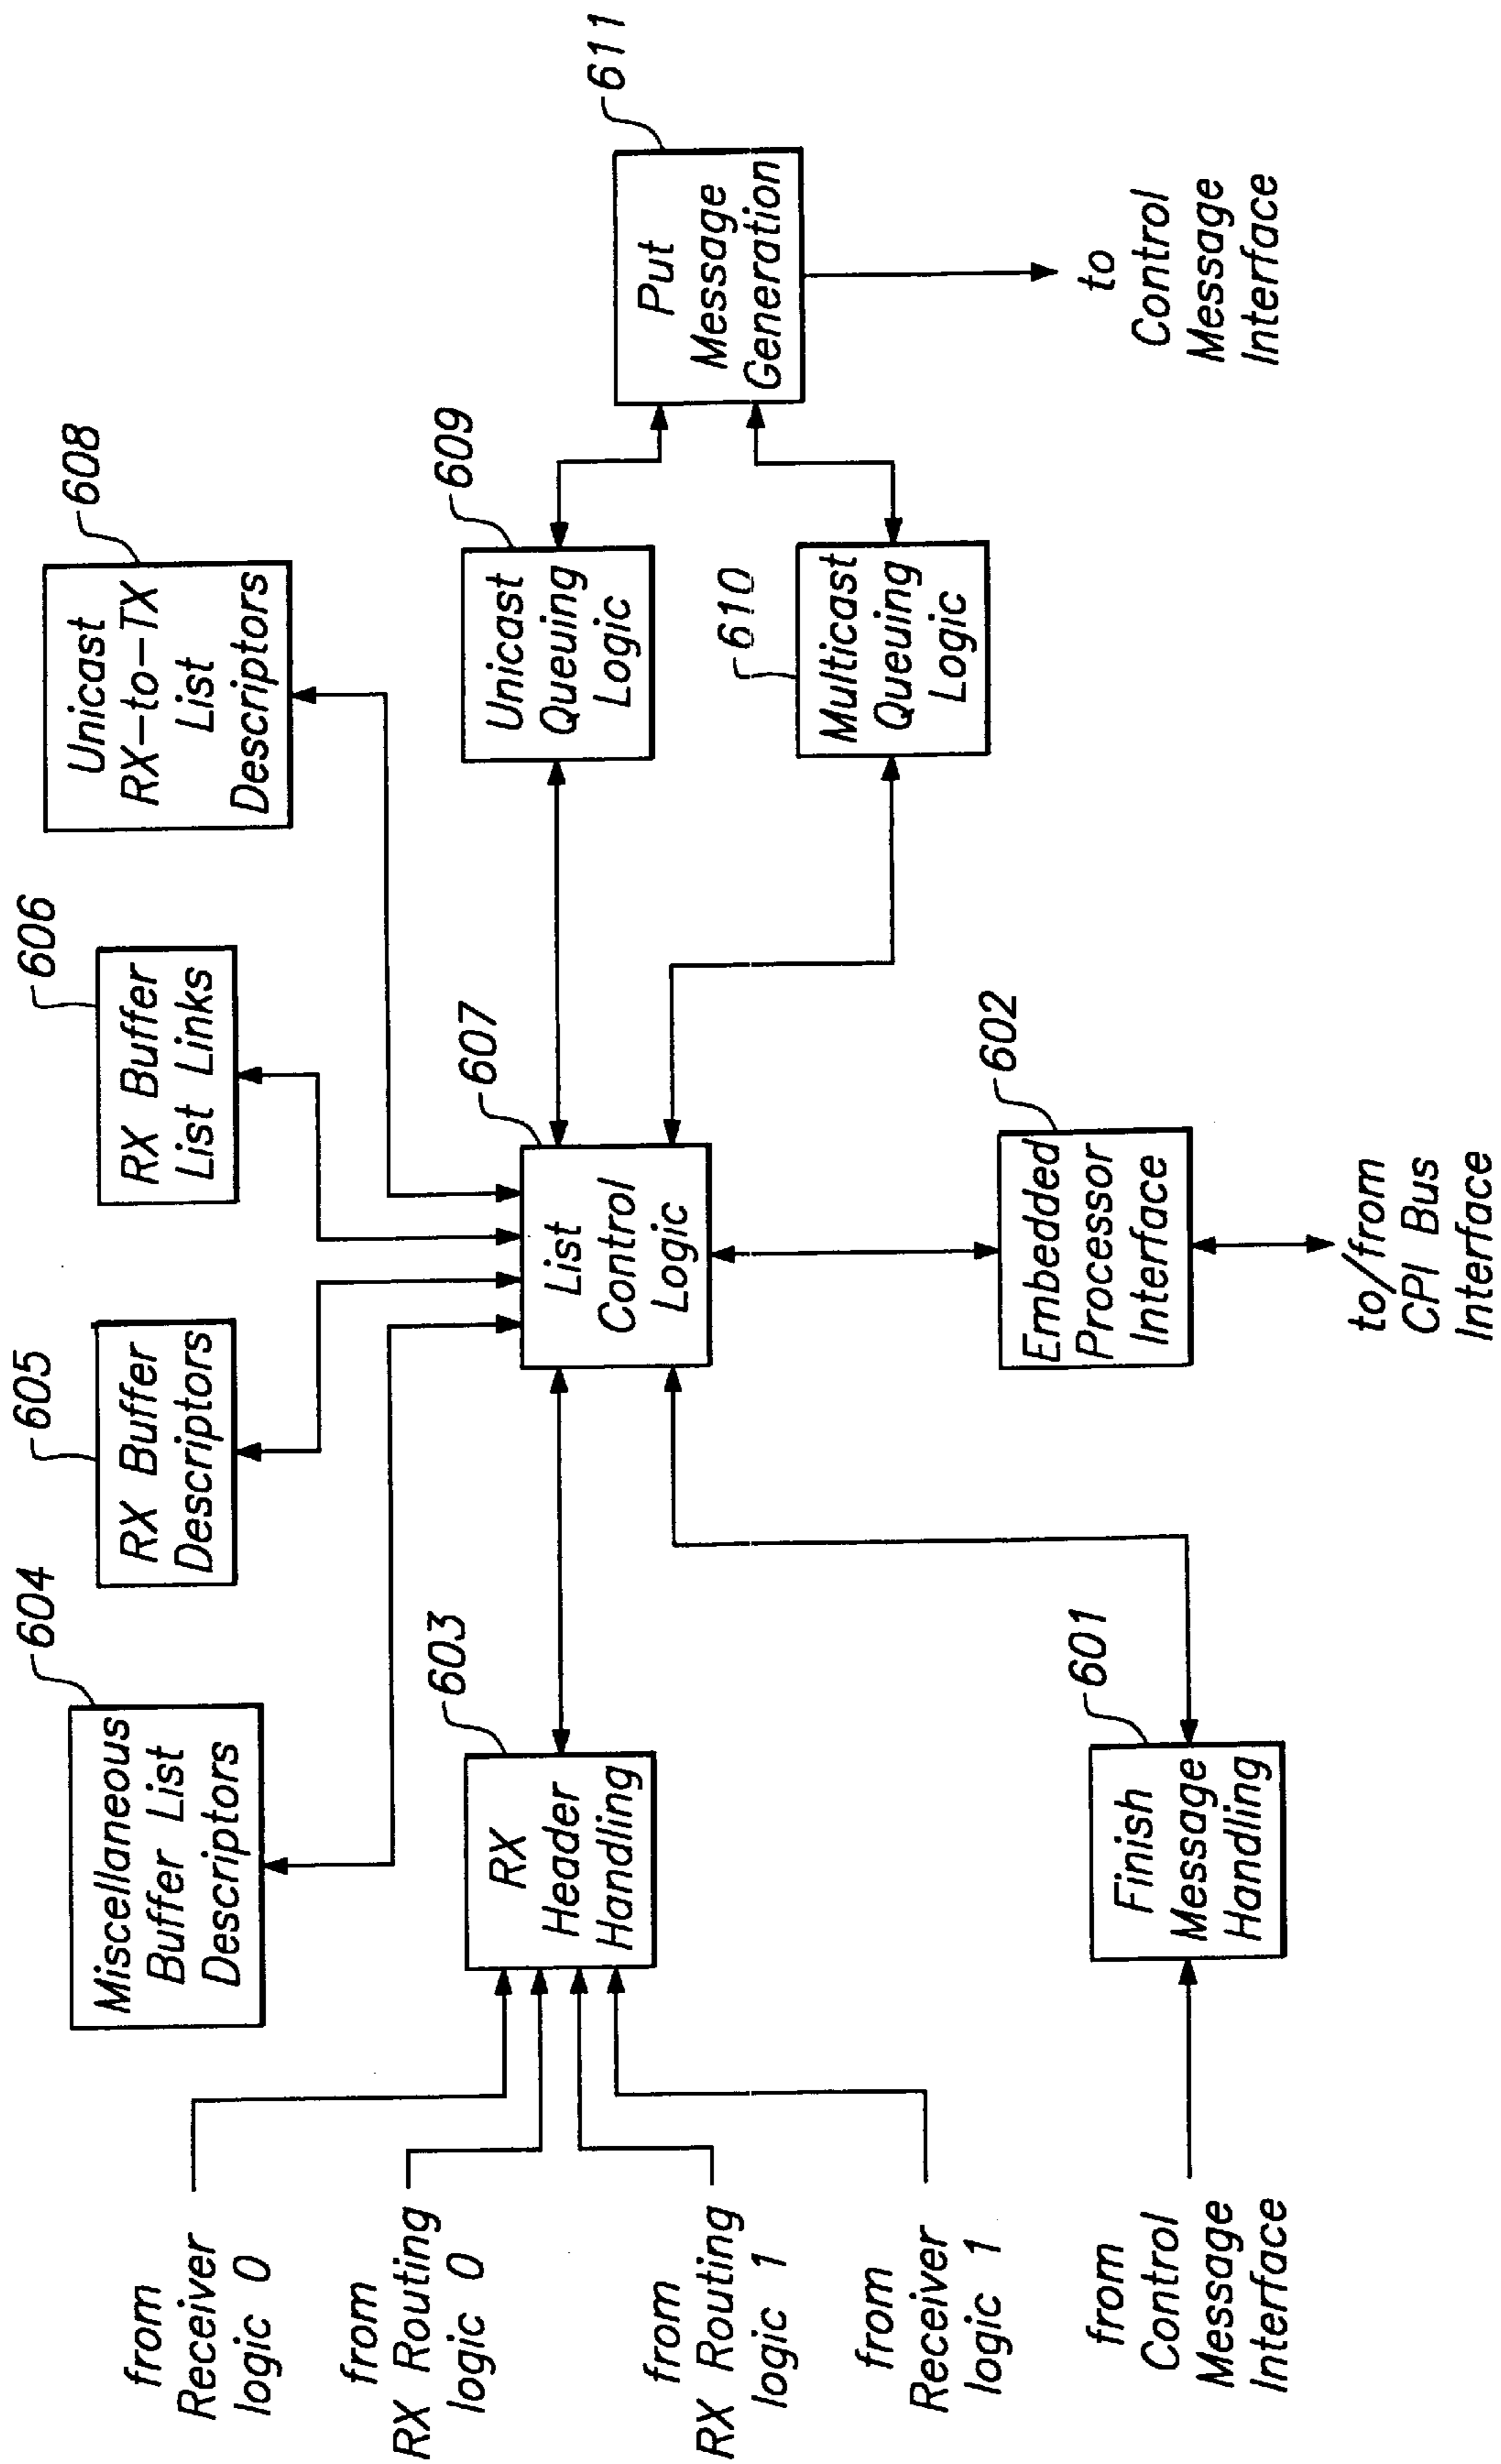 604
Miscellaneous
Buffer List
Descriptors
605
RX Buffer
Descriptors
606
RX Buffer
List Links
608
Unicast
RX-to-TX
List
Descriptors
from
Receiver
logic 0
from
RX Routing
logic 0
from
RX Routing
logic 1
from
Receiver
logic 1
603
RX
Header
Handling
607
List
Control
Logic
609
Unicast
Queuing
Logic
610
Multicast
Queuing
Logic
611
Put
Message
Generation
to
Control
Message
Interface
from
Control
Message
Interface
601
Finish
Message
Handling
602
Embedded
Processor
Interface
to/from
CPI Bus
Interface